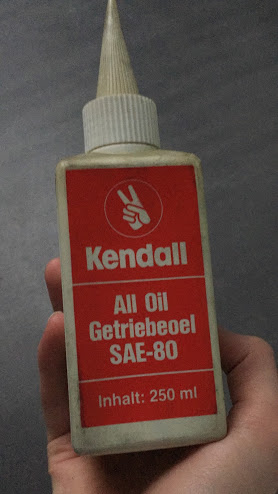 Kendall
All Oil
Getriebeoel
SAE-80
Inhalt: 250 ml